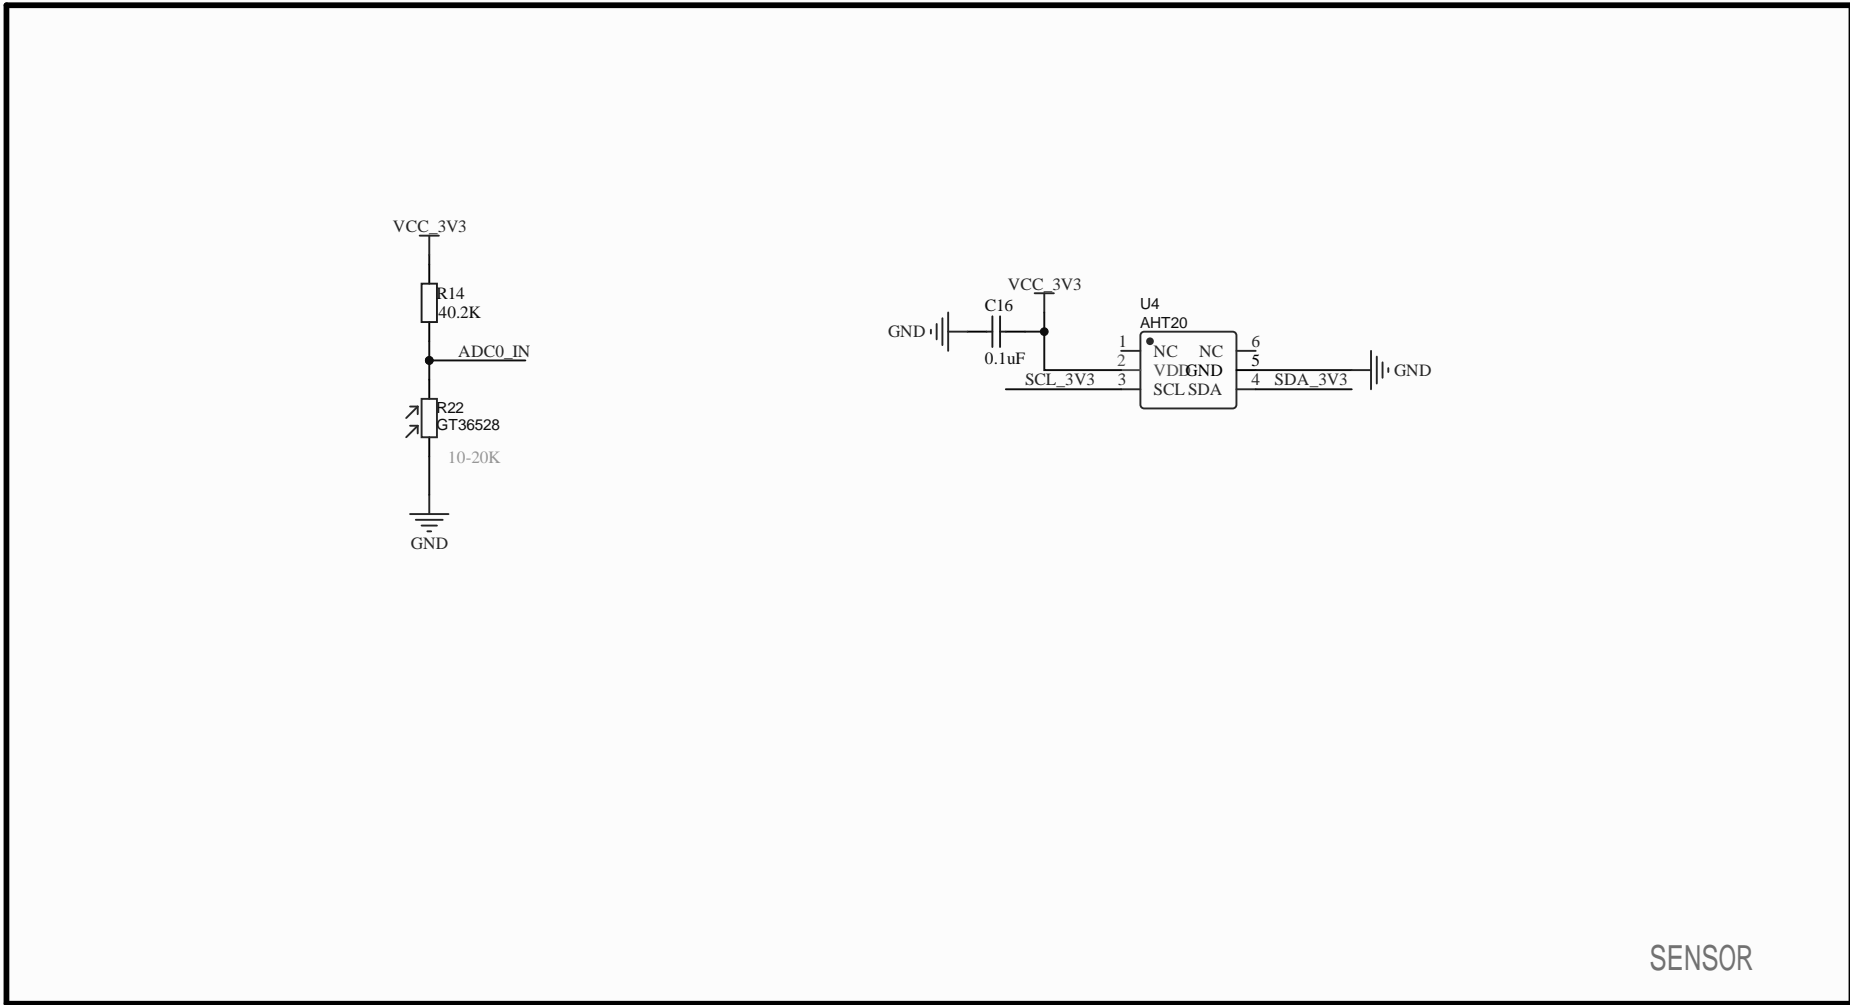 VCC_3V3
R14
40.2K
ADC0_IN
R22
GT36528
10-20K
GND
VCC_3V3
C16
GND
0.1uF
U4
AHT20
1 NC NC 6
2 VDD GND 5 GND
SCL_3V3 3 SCL SDA 4 SDA_3V3
SENSOR